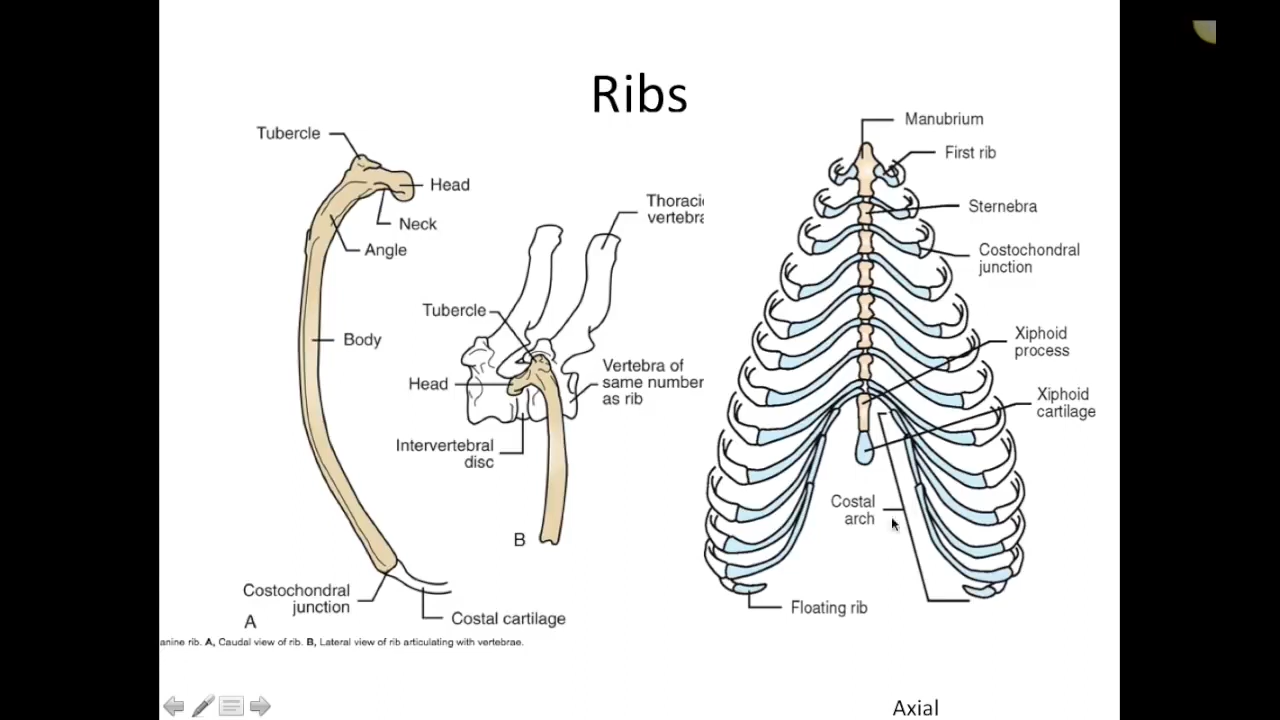 Ribs
Tubercle
Head
Neck
Angle
Body
Costochondral
junction
A
Costal cartilage
Thoraci
vertebra
Tubercle
Head
Vertebra of
same number
as rib
Intervertebral
disc
B
anine rib. A, Caudal view of rib. B, Lateral view of rib articulating with vertebrae.
Manubrium
First rib
Sternebra
Costochondral
junction
Xiphoid
process
Xiphoid
cartilage
Costal
arch
Floating rib
Axial